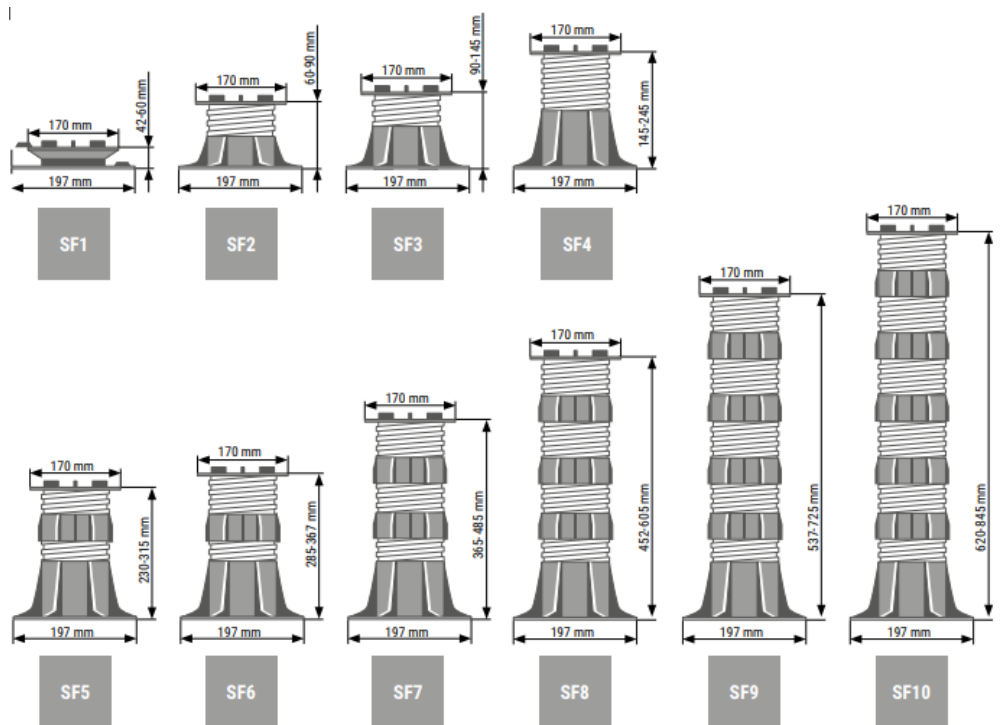 170 mm
42-60 mm
197 mm
SF1
170 mm
60-90 mm
197 mm
SF2
170 mm
90-145 mm
197 mm
SF3
170 mm
145-245 mm
197 mm
SF4
170 mm
230-315 mm
197 mm
SF5
170 mm
285-367 mm
197 mm
SF6
170 mm
365-485 mm
197 mm
SF7
170 mm
452-605 mm
197 mm
SF8
170 mm
537-725 mm
197 mm
SF9
170 mm
620-845 mm
197 mm
SF10